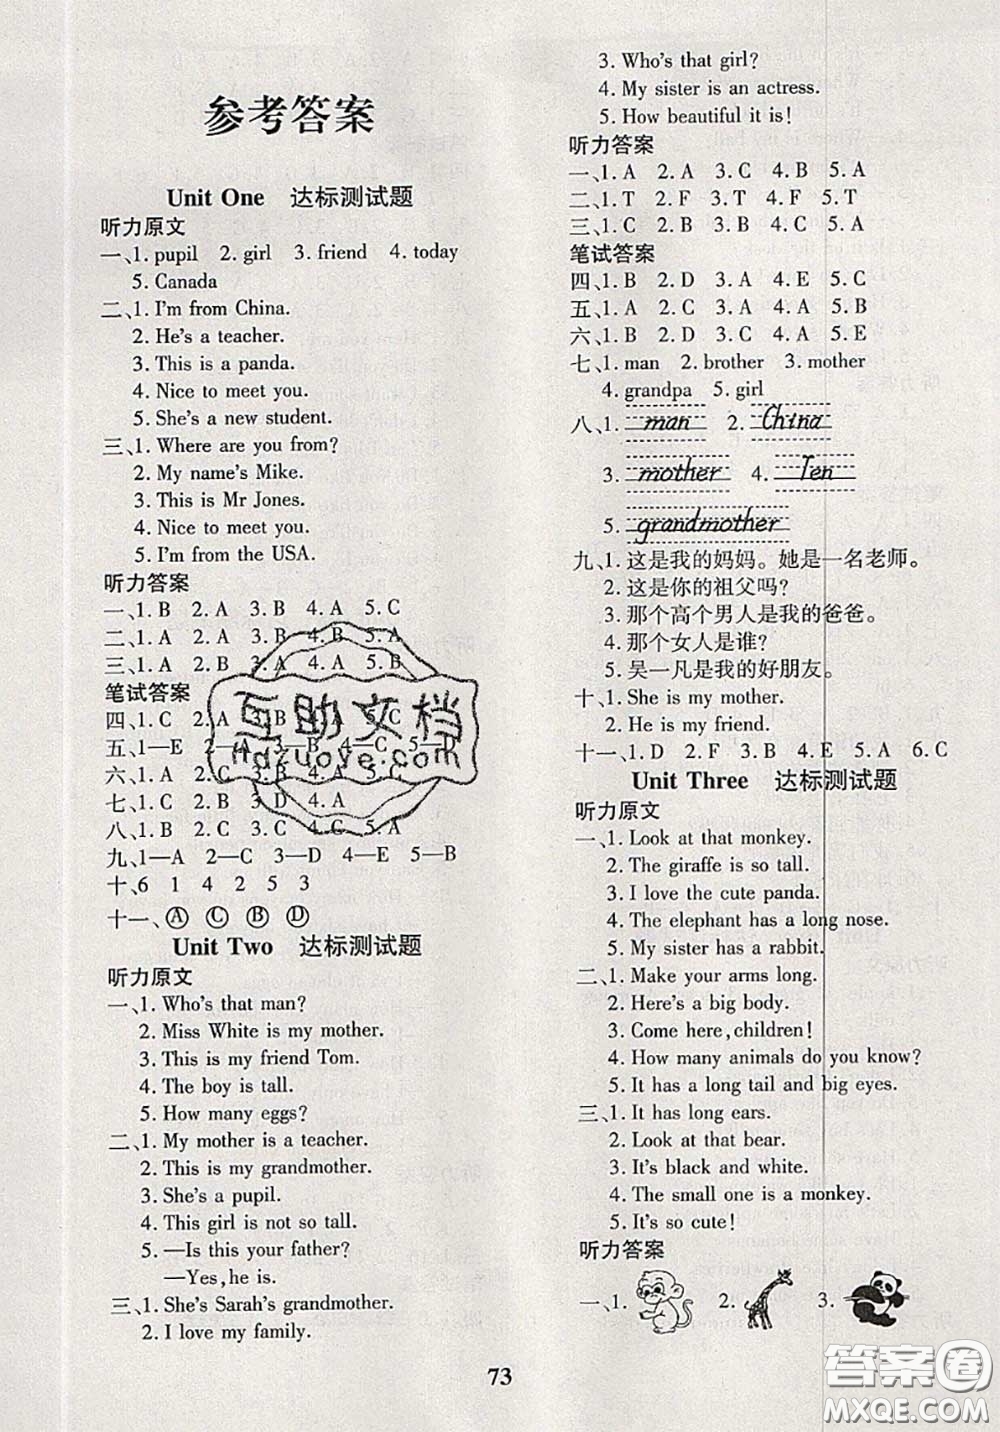 参考答案
Unit One 达标测试题
听力原文
一、1. pupil 2. girl 3. friend 4. today
5. Canada
二、1. I'm from China.
2. He's a teacher.
3. This is a panda.
4. Nice to meet you.
5. She's a new student.
三、1. Where are you from?
2. My name's Mike.
3. This is Mr Jones.
4. Nice to meet you.
5. I'm from the USA.
听力答案
一、1. B 2. A 3. B 4. A 5. C
二、1. A 2. A 3. B 4. B 5. A
三、1. A 2. A 3. B 4. A 5. B
笔试答案
四、1. C 2. A 3. B 4. A 5. C
五、1—E 2—A 3—B 4—C 5—D
六、1. A 2. C 3. B
七、1. C 2. B 3. D 4. A
八、1. B 2. C 3. B 4. C 5. A
九、1—A 2—C 3—D 4—E 5—B
十、6 1 4 2 5 3
十一、Ⓐ Ⓒ Ⓑ Ⓓ
Unit Two 达标测试题
听力原文
一、1. Who's that man?
2. Miss White is my mother.
3. This is my friend Tom.
4. The boy is tall.
5. How many eggs?
二、1. My mother is a teacher.
2. This is my grandmother.
3. She's a pupil.
4. This girl is not so tall.
5. —Is this your father?
—Yes, he is.
三、1. She's Sarah's grandmother.
2. I love my family.
3. Who's that girl?
4. My sister is an actress.
5. How beautiful it is!
听力答案
一、1. A 2. A 3. C 4. B 5. A
二、1. T 2. F 3. T 4. T 5. F
三、1. C 2. B 3. B 4. C 5. A
笔试答案
四、1. B 2. D 3. A 4. E 5. C
五、1. A 2. C 3. A 4. A 5. B
六、1. B 2. D 3. C 4. A 5. E
七、1. man 2. brother 3. mother
4. grandpa 5. girl
八、1. man 2. China
3. mother 4. Ten
5. grandmother
九、1. 这是我的妈妈。她是一名老师。
2. 这是你的祖父吗?
3. 那个高个男人是我的爸爸。
4. 那个女人是谁?
5. 吴一凡是我的好朋友。
十、1. She is my mother.
2. He is my friend.
十一、1. D 2. F 3. B 4. E 5. A 6. C
Unit Three 达标测试题
听力原文
一、1. Look at that monkey.
2. The giraffe is so tall.
3. I love the cute panda.
4. The elephant has a long nose.
5. My sister has a rabbit.
二、1. Make your arms long.
2. Here's a big body.
3. Come here, children!
4. How many animals do you know?
5. It has a long tail and big eyes.
三、1. It has long ears.
2. Look at that bear.
3. It's black and white.
4. The small one is a monkey.
5. It's so cute!
听力答案
一、1. 2. 3.
73
互助文档
Hdzuoye.com
答案圈
MXQE.COM